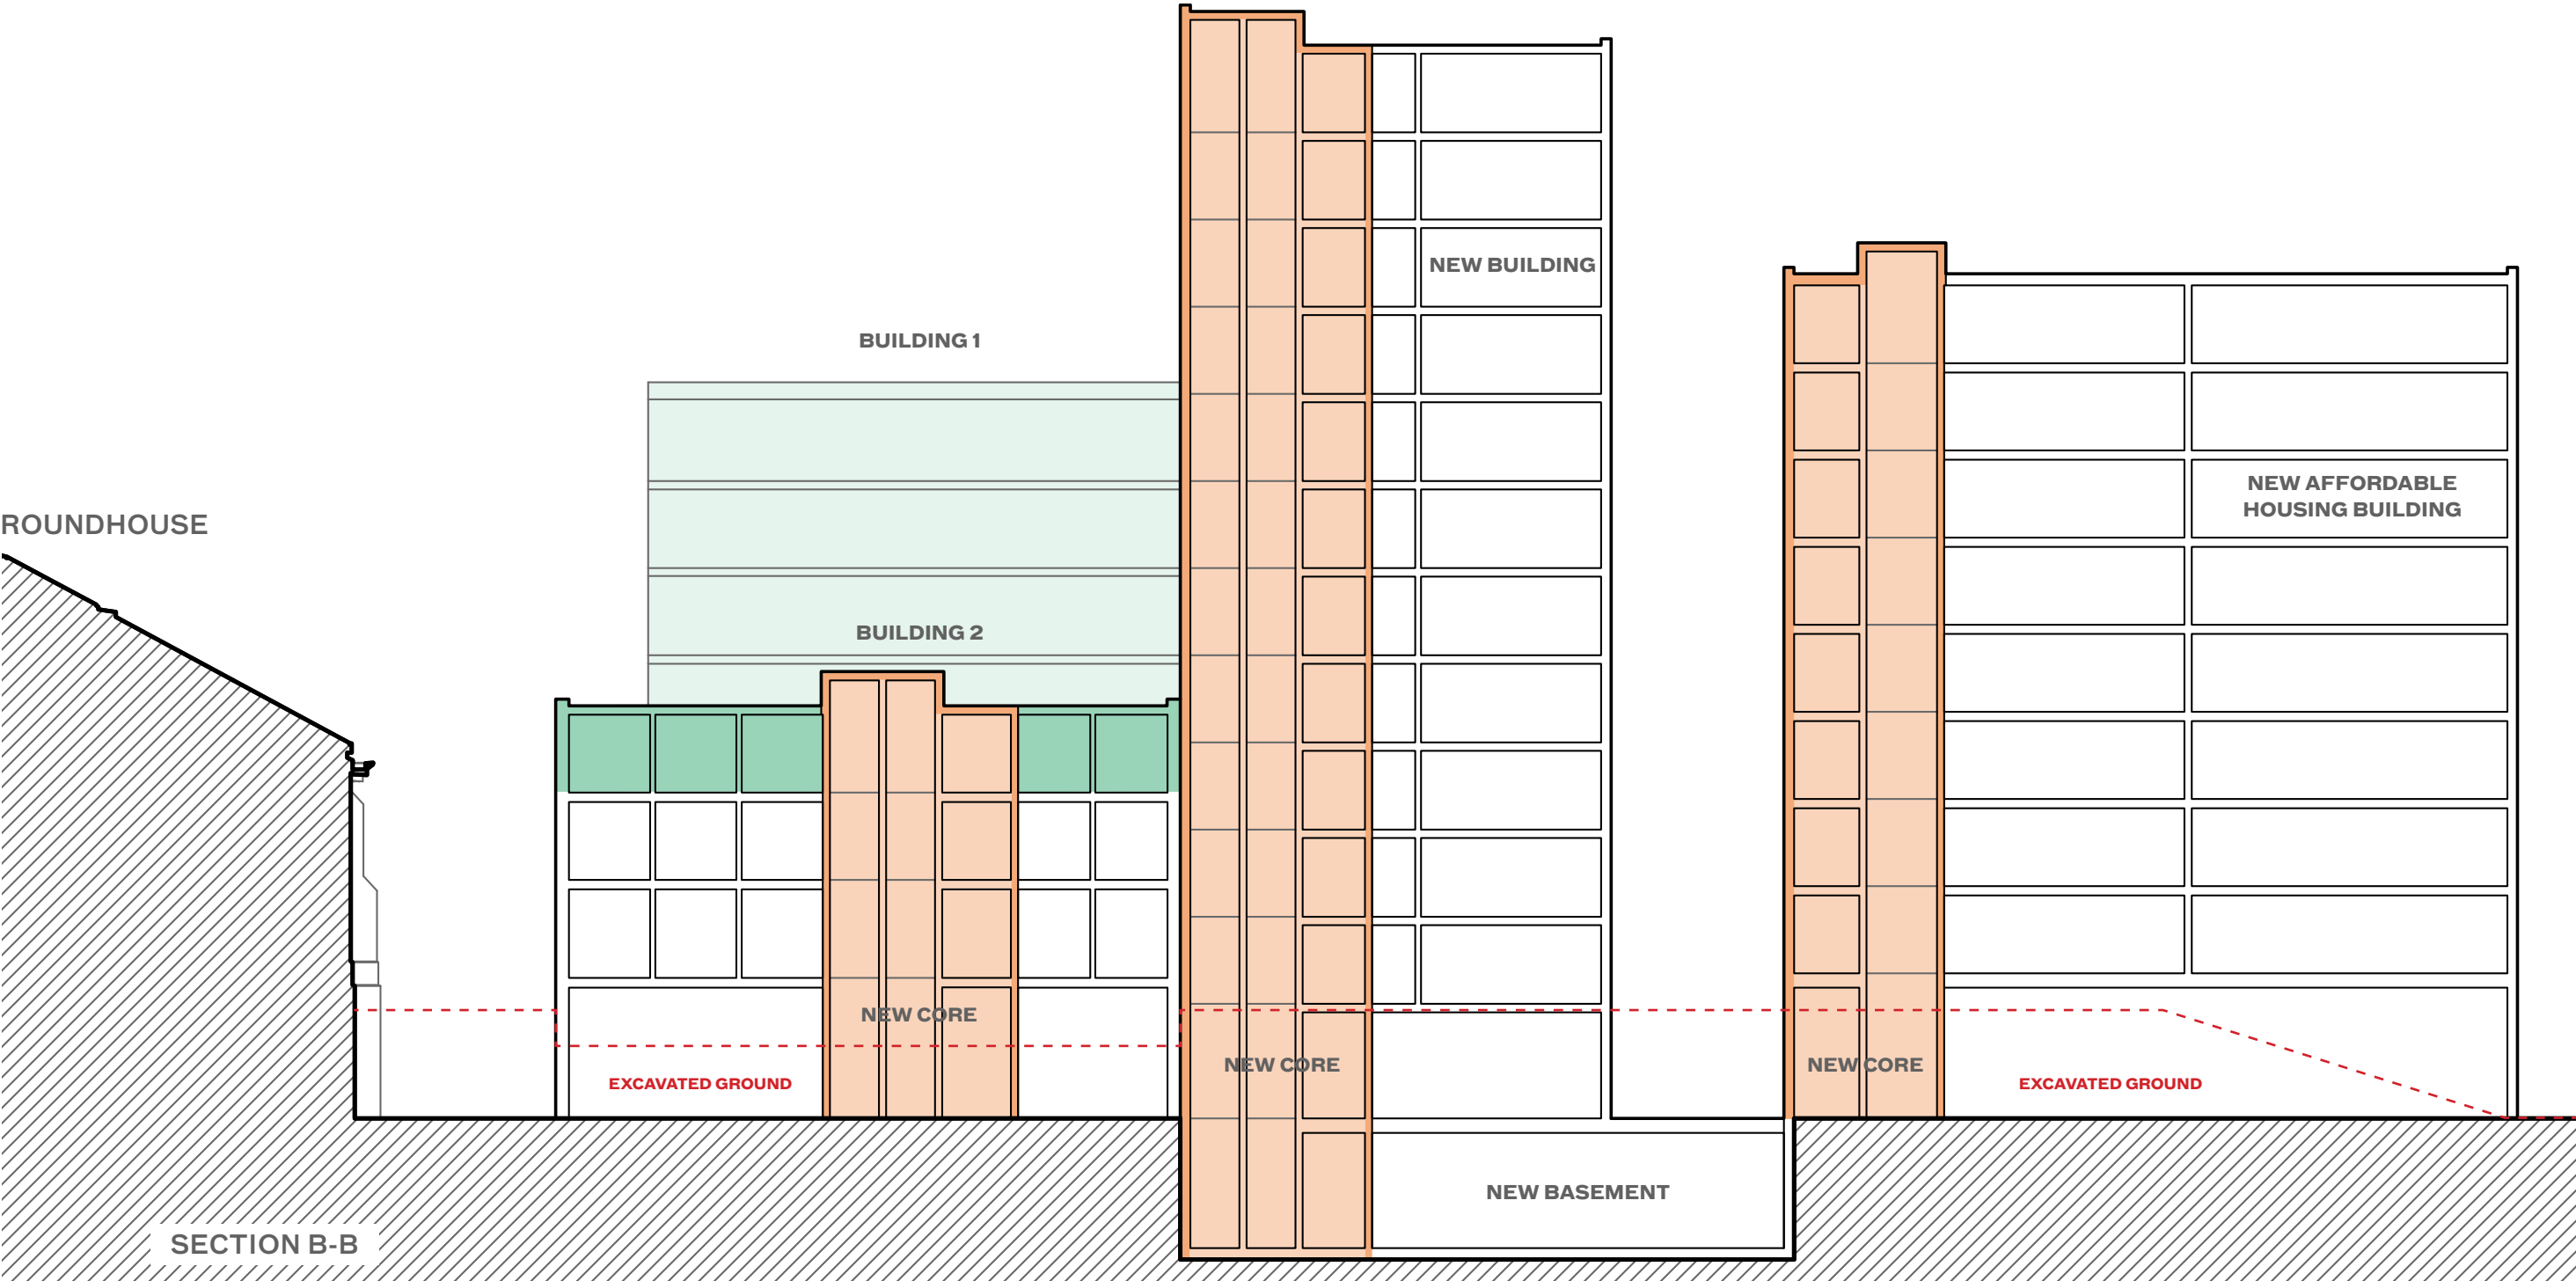 NEW BUILDING
BUILDING 1
NEW AFFORDABLE
HOUSING BUILDING
ROUNDHOUSE
BUILDING 2
NEW CORE
NEW CORE
NEW CORE
EXCAVATED GROUND
EXCAVATED GROUND
NEW BASEMENT
SECTION B-B